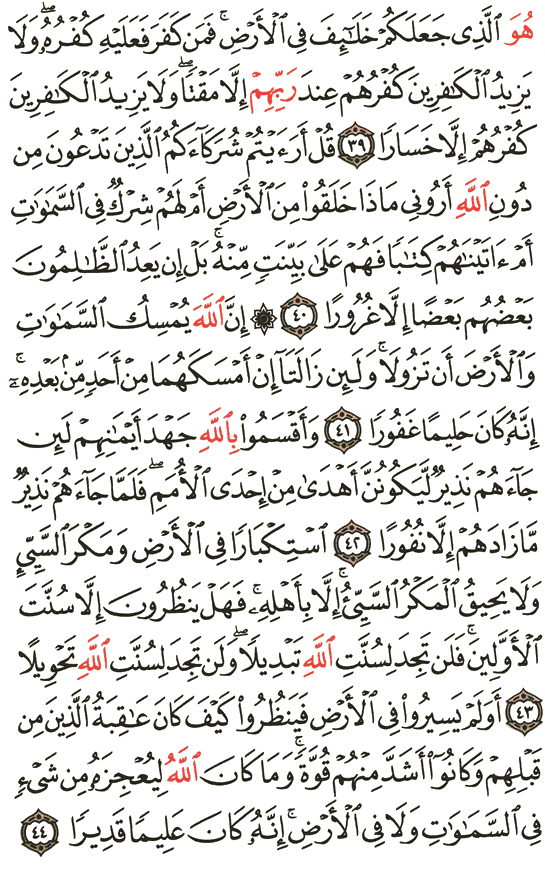 هُوَ ٱلَّذِى جَعَلَكُمْ خَلَٰٓئِفَ فِى ٱلْأَرْضِ ۚ فَمَن كَفَرَ فَعَلَيْهِ كُفْرُهُۥ ۖ وَلَا
يَزِيدُ ٱلْكَٰفِرِينَ كُفْرُهُمْ عِندَ رَبِّهِمْ إِلَّا مَقْتًا ۖ وَلَا يَزِيدُ ٱلْكَٰفِرِينَ
كُفْرُهُمْ إِلَّا خَسَارًا ٣٩ قُلْ أَرَءَيْتُمْ شُرَكَآءَكُمُ ٱلَّذِينَ تَدْعُونَ مِن
دُونِ ٱللَّهِ أَرُونِى مَاذَا خَلَقُوا۟ مِنَ ٱلْأَرْضِ أَمْ لَهُمْ شِرْكٌ فِى ٱلسَّمَٰوَٰتِ
أَمْ ءَاتَيْنَٰهُمْ كِتَٰبًا فَهُمْ عَلَىٰ بَيِّنَتٍ مِّنْهُ ۚ بَلْ إِن يَعِدُ ٱلظَّٰلِمُونَ
بَعْضُهُم بَعْضًا إِلَّا غُرُورًا ٤٠ ۞ إِنَّ ٱللَّهَ يُمْسِكُ ٱلسَّمَٰوَٰتِ
وَٱلْأَرْضَ أَن تَزُولَا ۚ وَلَئِن زَالَتَآ إِنْ أَمْسَكَهُمَا مِنْ أَحَدٍ مِّنۢ بَعْدِهِۦٓ ۚ
إِنَّهُۥ كَانَ حَلِيمًا غَفُورًا ٤١ وَأَقْسَمُوا۟ بِٱللَّهِ جَهْدَ أَيْمَٰنِهِمْ لَئِن
جَآءَهُمْ نَذِيرٌ لَّيَكُونُنَّ أَهْدَىٰ مِنْ إِحْدَى ٱلْأُمَمِ ۖ فَلَمَّا جَآءَهُمْ نَذِيرٌ
مَّا زَادَهُمْ إِلَّا نُفُورًا ٤٢ ٱسْتِكْبَارًا فِى ٱلْأَرْضِ وَمَكْرَ ٱلسَّيِّئِ ۚ
وَلَا يَحِيقُ ٱلْمَكْرُ ٱلسَّيِّئُ إِلَّا بِأَهْلِهِۦ ۚ فَهَلْ يَنظُرُونَ إِلَّا سُنَّتَ
ٱلْأَوَّلِينَ ۚ فَلَن تَجِدَ لِسُنَّتِ ٱللَّهِ تَبْدِيلًا ۖ وَلَن تَجِدَ لِسُنَّتِ ٱللَّهِ تَحْوِيلًا
٤٣ أَوَلَمْ يَسِيرُوا۟ فِى ٱلْأَرْضِ فَيَنظُرُوا۟ كَيْفَ كَانَ عَٰقِبَةُ ٱلَّذِينَ مِن
قَبْلِهِمْ وَكَانُوٓا۟ أَشَدَّ مِنْهُمْ قُوَّةً ۚ وَمَا كَانَ ٱللَّهُ لِيُعْجِزَهُۥ مِن شَىْءٍ
فِى ٱلسَّمَٰوَٰتِ وَلَا فِى ٱلْأَرْضِ ۚ إِنَّهُۥ كَانَ عَلِيمًا قَدِيرًا ٤٤